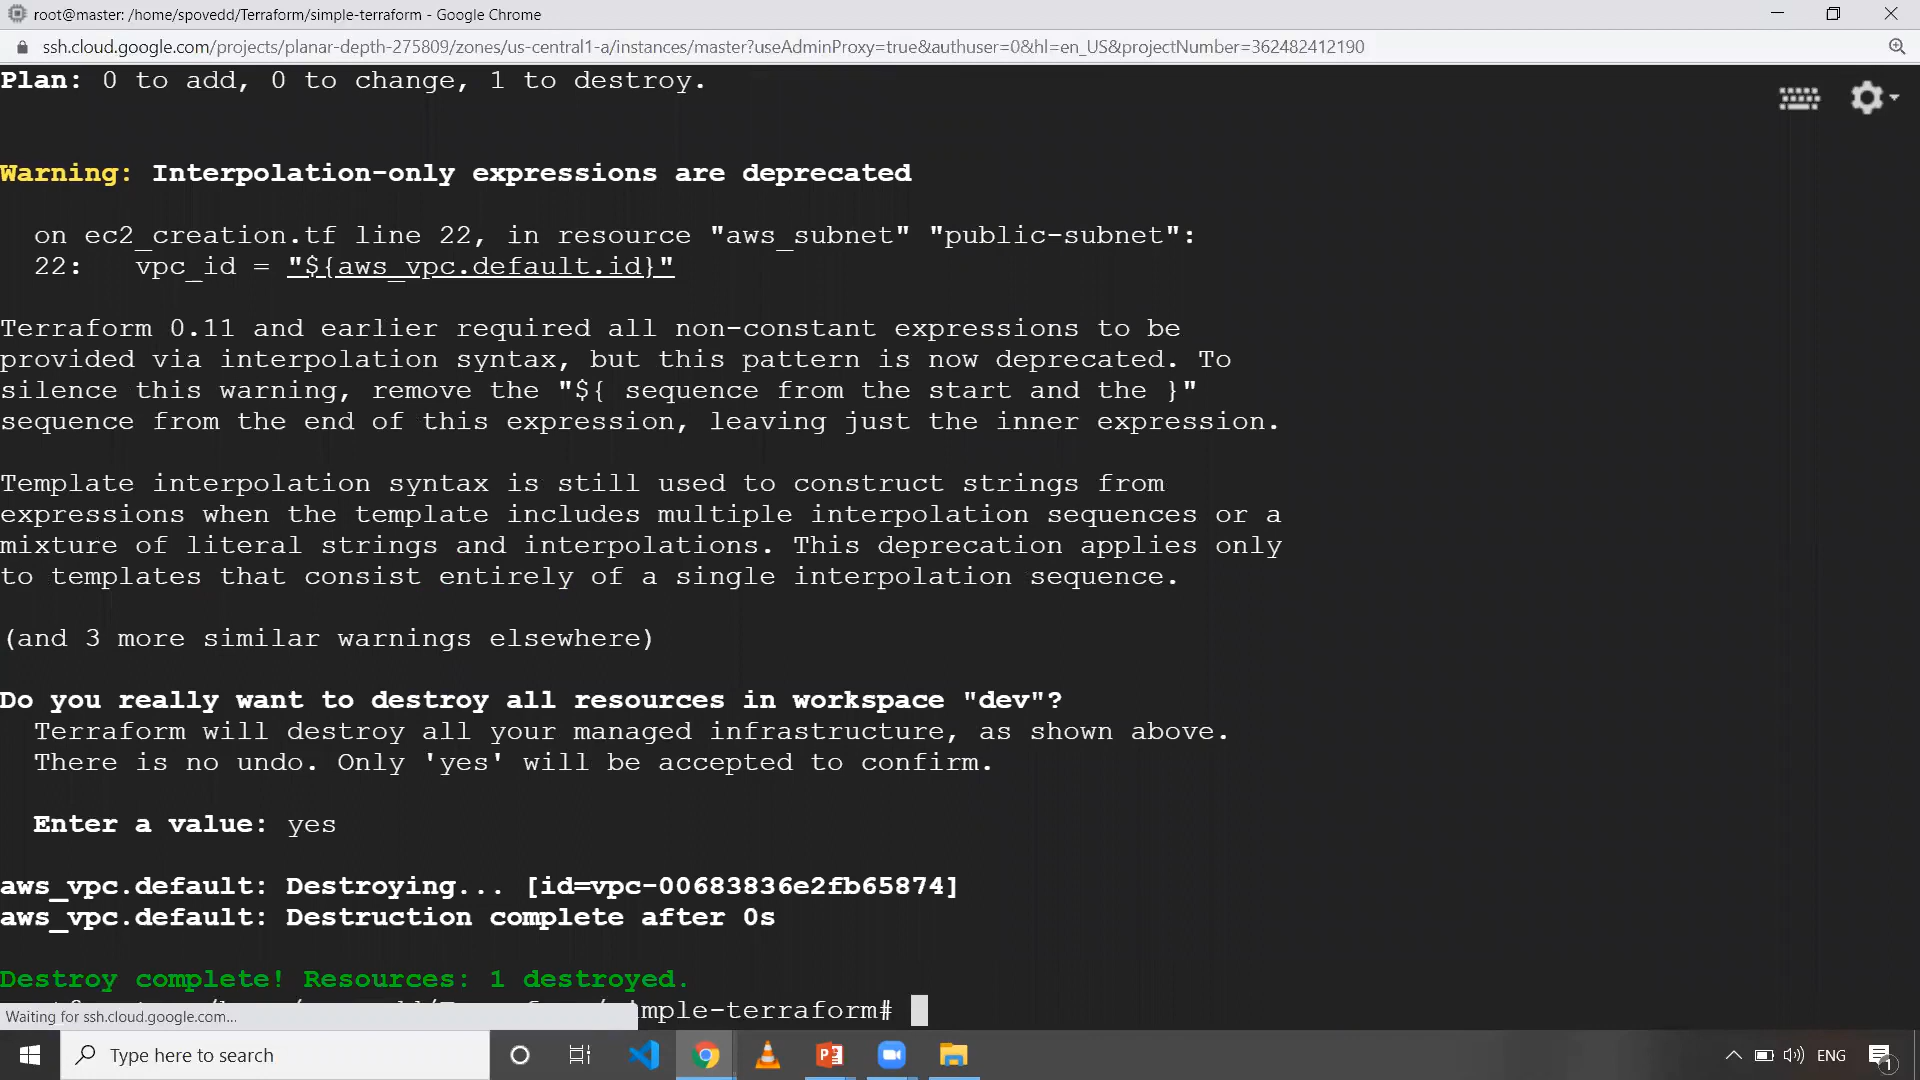 root@master: /home/spovedd/Terraform/simple-terraform - Google Chrome
ssh.cloud.google.com/projects/planar-depth-275809/zones/us-central1-a/instances/master?useAdminProxy=true&authuser=0&hl=en_US&projectNumber=362482412190
Plan: 0 to add, 0 to change, 1 to destroy.
Warning: Interpolation-only expressions are deprecated
on ec2_creation.tf line 22, in resource "aws_subnet" "public-subnet":
22: vpc_id = "${aws_vpc.default.id}"
Terraform 0.11 and earlier required all non-constant expressions to be
provided via interpolation syntax, but this pattern is now deprecated. To
silence this warning, remove the "${ sequence from the start and the }"
sequence from the end of this expression, leaving just the inner expression.
Template interpolation syntax is still used to construct strings from
expressions when the template includes multiple interpolation sequences or a
mixture of literal strings and interpolations. This deprecation applies only
to templates that consist entirely of a single interpolation sequence.
(and 3 more similar warnings elsewhere)
Do you really want to destroy all resources in workspace "dev"?
Terraform will destroy all your managed infrastructure, as shown above.
There is no undo. Only 'yes' will be accepted to confirm.
Enter a value: yes
aws_vpc.default: Destroying... [id=vpc-00683836e2fb65874]
aws_vpc.default: Destruction complete after 0s
Destroy complete! Resources: 1 destroyed.
mple-terraform#
Waiting for ssh.cloud.google.com...
Type here to search
ENG
1